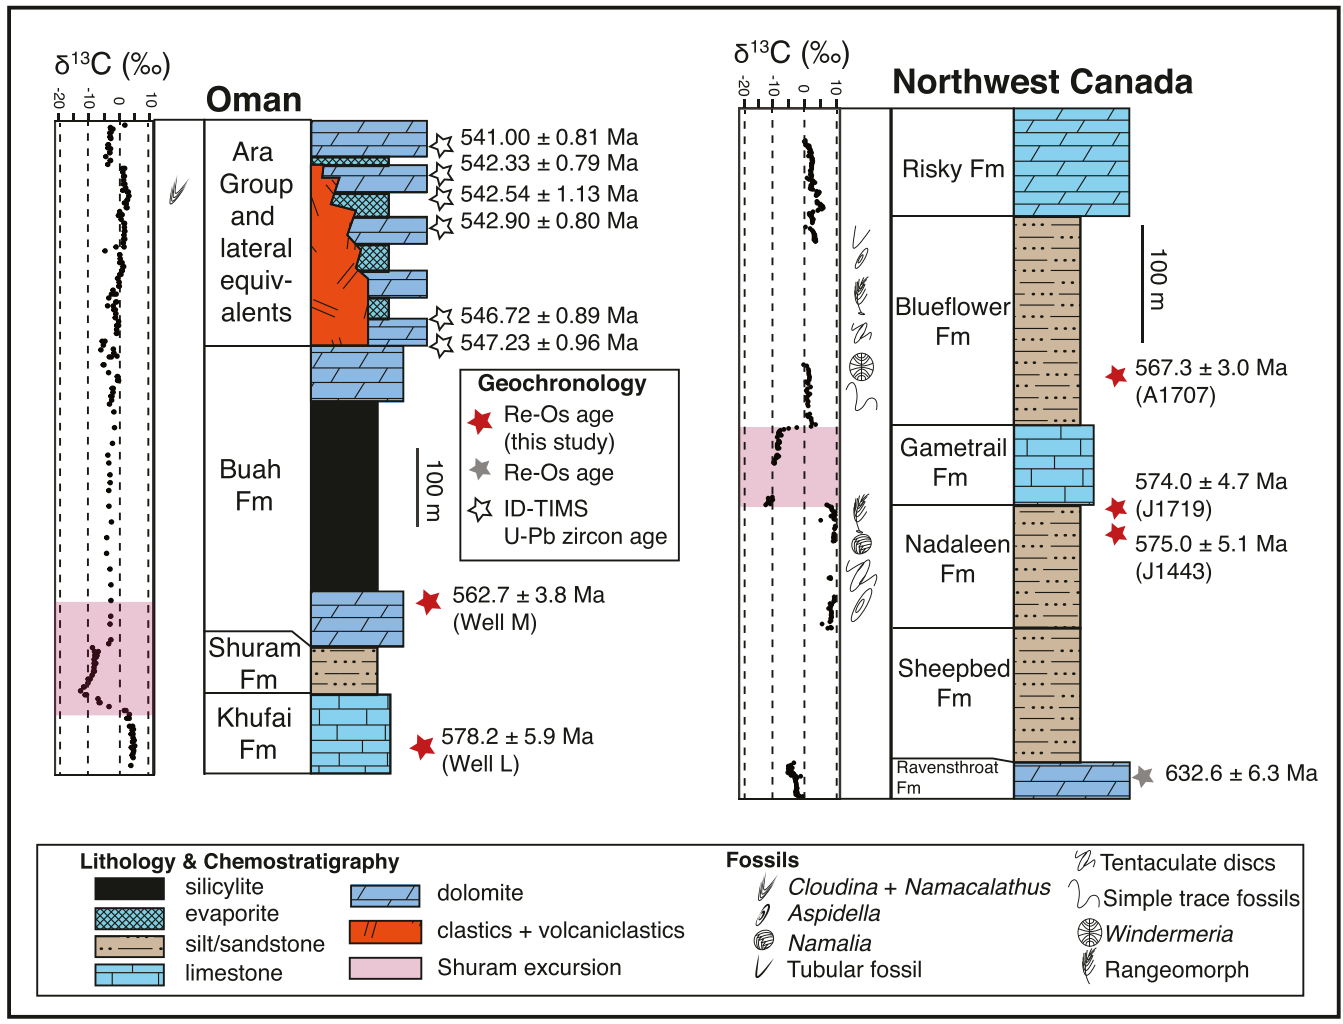 δ¹³C (‰)
-20 -10 0 10
Oman
Ara
Group
and
lateral
equiv-
alents
541.00 ± 0.81 Ma
542.33 ± 0.79 Ma
542.54 ± 1.13 Ma
542.90 ± 0.80 Ma
546.72 ± 0.89 Ma
547.23 ± 0.96 Ma
Buah
Fm
100 m
Geochronology
Re-Os age
(this study)
Re-Os age
ID-TIMS
U-Pb zircon age
562.7 ± 3.8 Ma
(Well M)
Shuram
Fm
Khufai
Fm
578.2 ± 5.9 Ma
(Well L)
δ¹³C (‰)
-20 -10 0 10
Northwest Canada
Risky Fm
Blueflower
Fm
100 m
567.3 ± 3.0 Ma
(A1707)
Gametrail
Fm
574.0 ± 4.7 Ma
(J1719)
Nadaleen
Fm
575.0 ± 5.1 Ma
(J1443)
Sheepbed
Fm
Ravensthroat
Fm
632.6 ± 6.3 Ma
Lithology & Chemostratigraphy
silicylite
evaporite
silt/sandstone
limestone
dolomite
clastics + volcaniclastics
Shuram excursion
Fossils
Cloudina + Namacalathus
Aspidella
Namalia
Tubular fossil
Tentaculate discs
Simple trace fossils
Windermeria
Rangeomorph